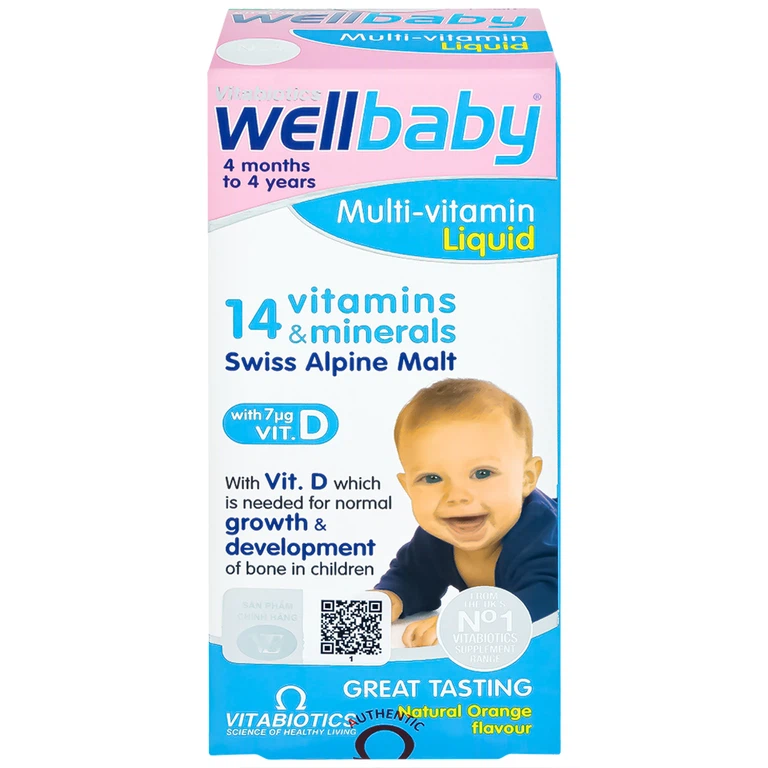 wellbaby
Multi-vitamin
Liquid
Vitabiotics
wellbaby®
4 months
to 4 years
Multi-vitamin
Liquid
14 vitamins
& minerals
Swiss Alpine Malt
with 7µg
VIT. D
With Vit. D which
is needed for normal
growth &
development
of bone in children
SẢN PHẨM
CHÍNH HÃNG
1
FROM
THE UK'S
Nº1
VITABIOTICS
SUPPLEMENT
RANGE
GREAT TASTING
Natural Orange
flavour
VITABIOTICS
SCIENCE OF HEALTHY LIVING
AUTHENTIC